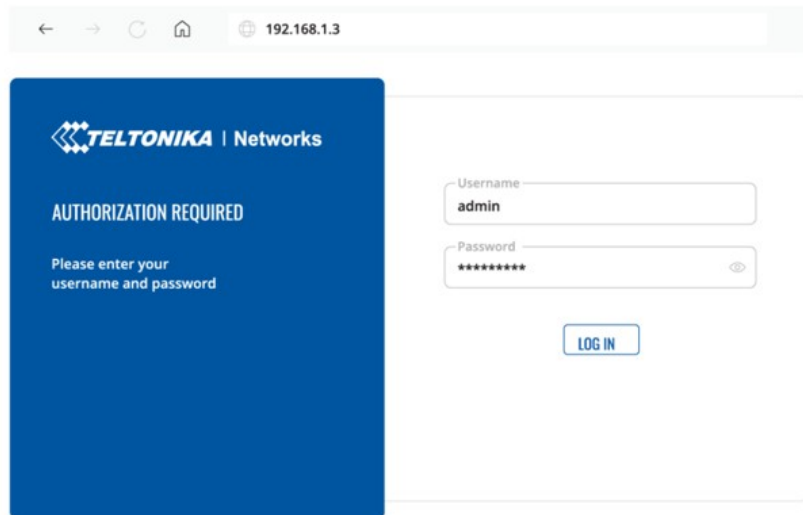 192.168.1.3
TELTONIKA | Networks
AUTHORIZATION REQUIRED
Please enter your
username and password
Username
admin
Password
*********
LOG IN